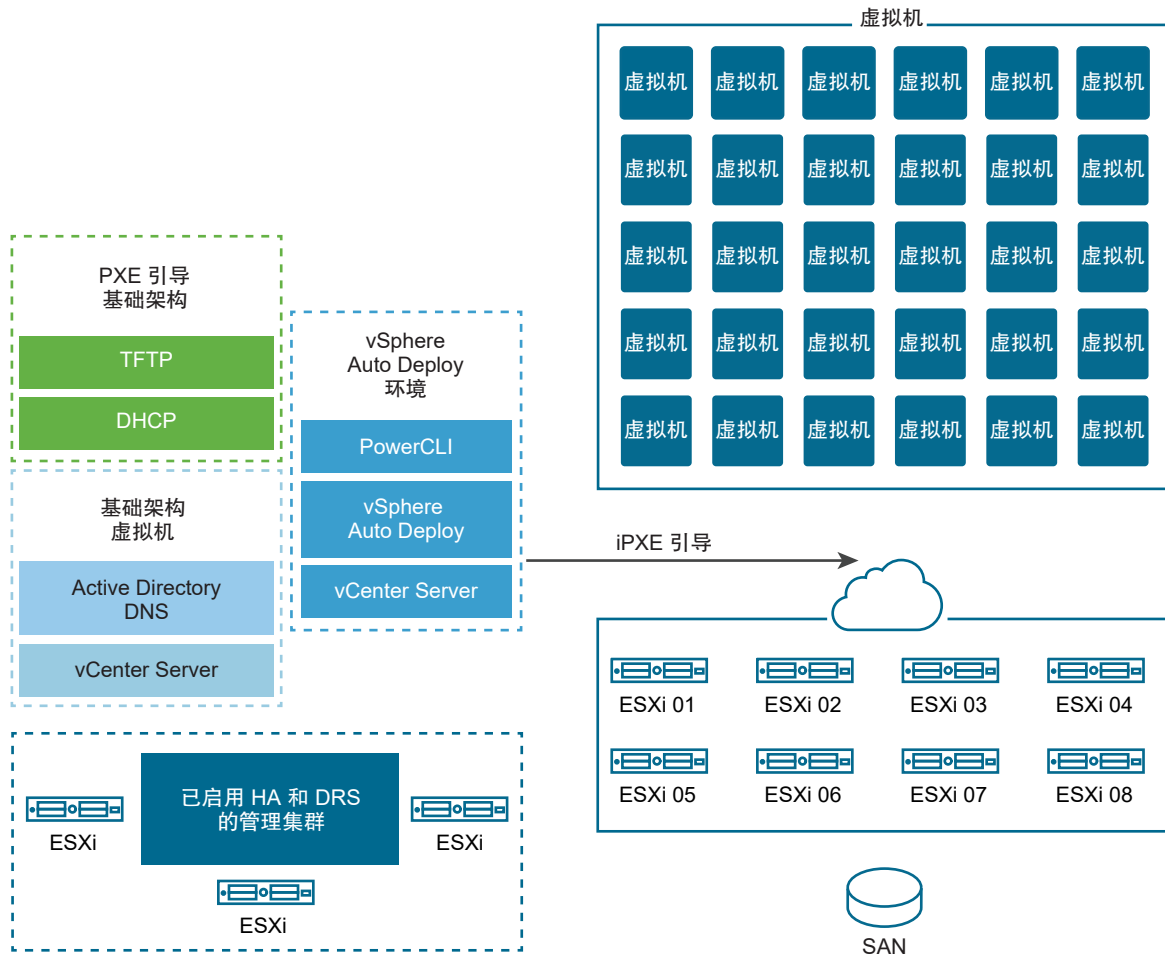 虚拟机
虚拟机 虚拟机 虚拟机 虚拟机 虚拟机 虚拟机
虚拟机 虚拟机 虚拟机 虚拟机 虚拟机 虚拟机
虚拟机 虚拟机 虚拟机 虚拟机 虚拟机 虚拟机
虚拟机 虚拟机 虚拟机 虚拟机 虚拟机 虚拟机
虚拟机 虚拟机 虚拟机 虚拟机 虚拟机 虚拟机
PXE 引导
基础架构
TFTP
DHCP
基础架构
虚拟机
Active Directory
DNS
vCenter Server
vSphere
Auto Deploy
环境
PowerCLI
vSphere
Auto Deploy
vCenter Server
iPXE 引导
ESXi 01 ESXi 02 ESXi 03 ESXi 04
ESXi 05 ESXi 06 ESXi 07 ESXi 08
已启用 HA 和 DRS
的管理集群
ESXi
ESXi
ESXi
SAN